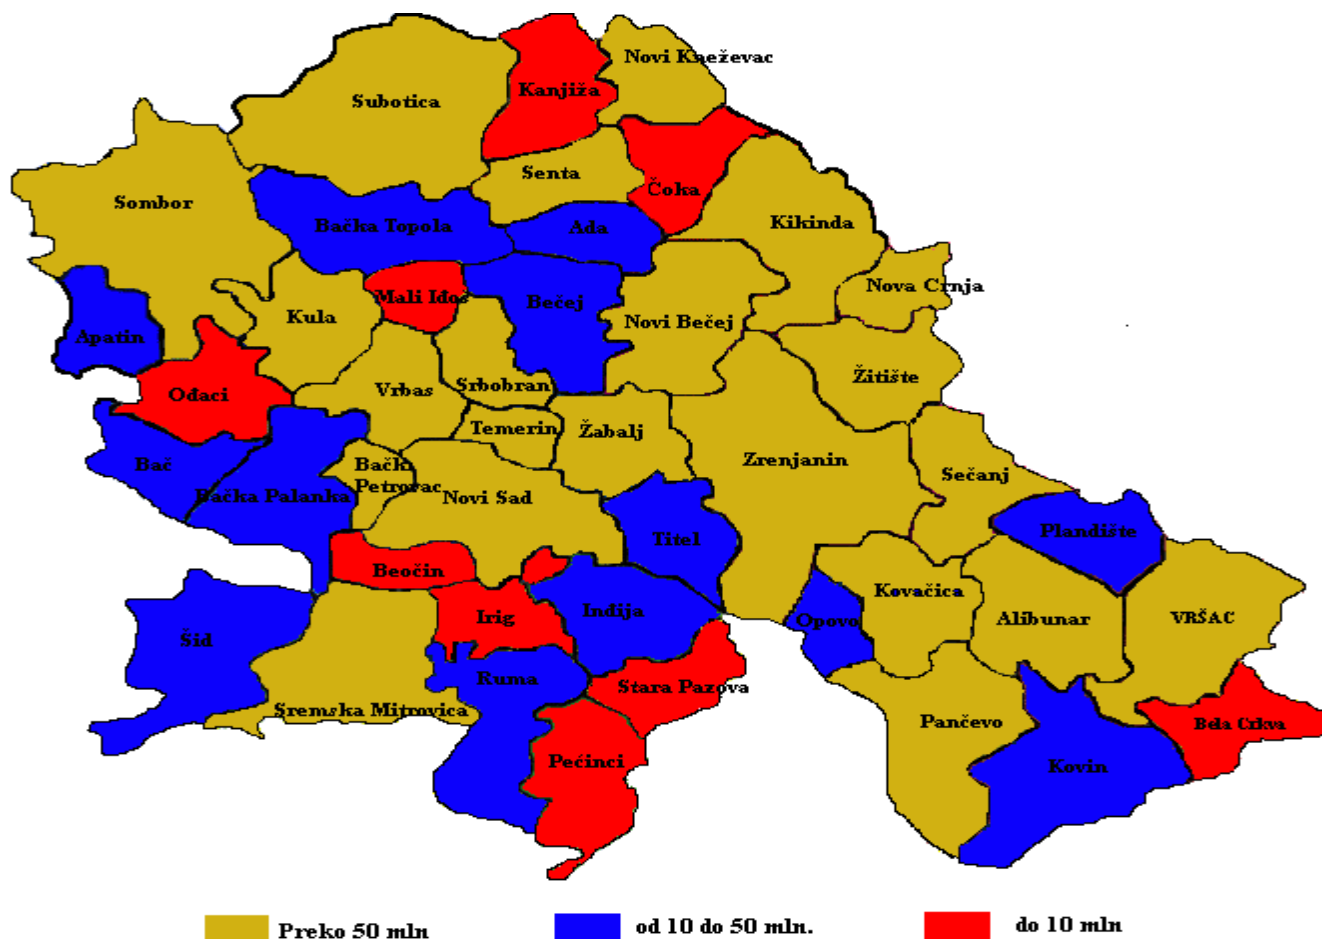 Novi Kneževac
Kanjiža
Subotica
Senta
Čoka
Sombor
Bačka Topola
Ada
Kikinda
Nova Crnja
Mali Iđoš
Bečej
Kula
Novi Bečej
Apatin
Žitište
Srbobran
Vrbas
Ođaci
Temerin
Žabalj
Zrenjanin
Bač
Bački
Petrovac
Sečanj
Bačka Palanka
Novi Sad
Titel
Plandište
Beočin
Kovačica
Irig
Inđija
Opovo
Alibunar
VRŠAC
Šid
Ruma
Stara Pazova
Sremska Mitrovica
Pančevo
Bela Crkva
Pećinci
Kovin
Preko 50 mln
od 10 do 50 mln.
do 10 mln